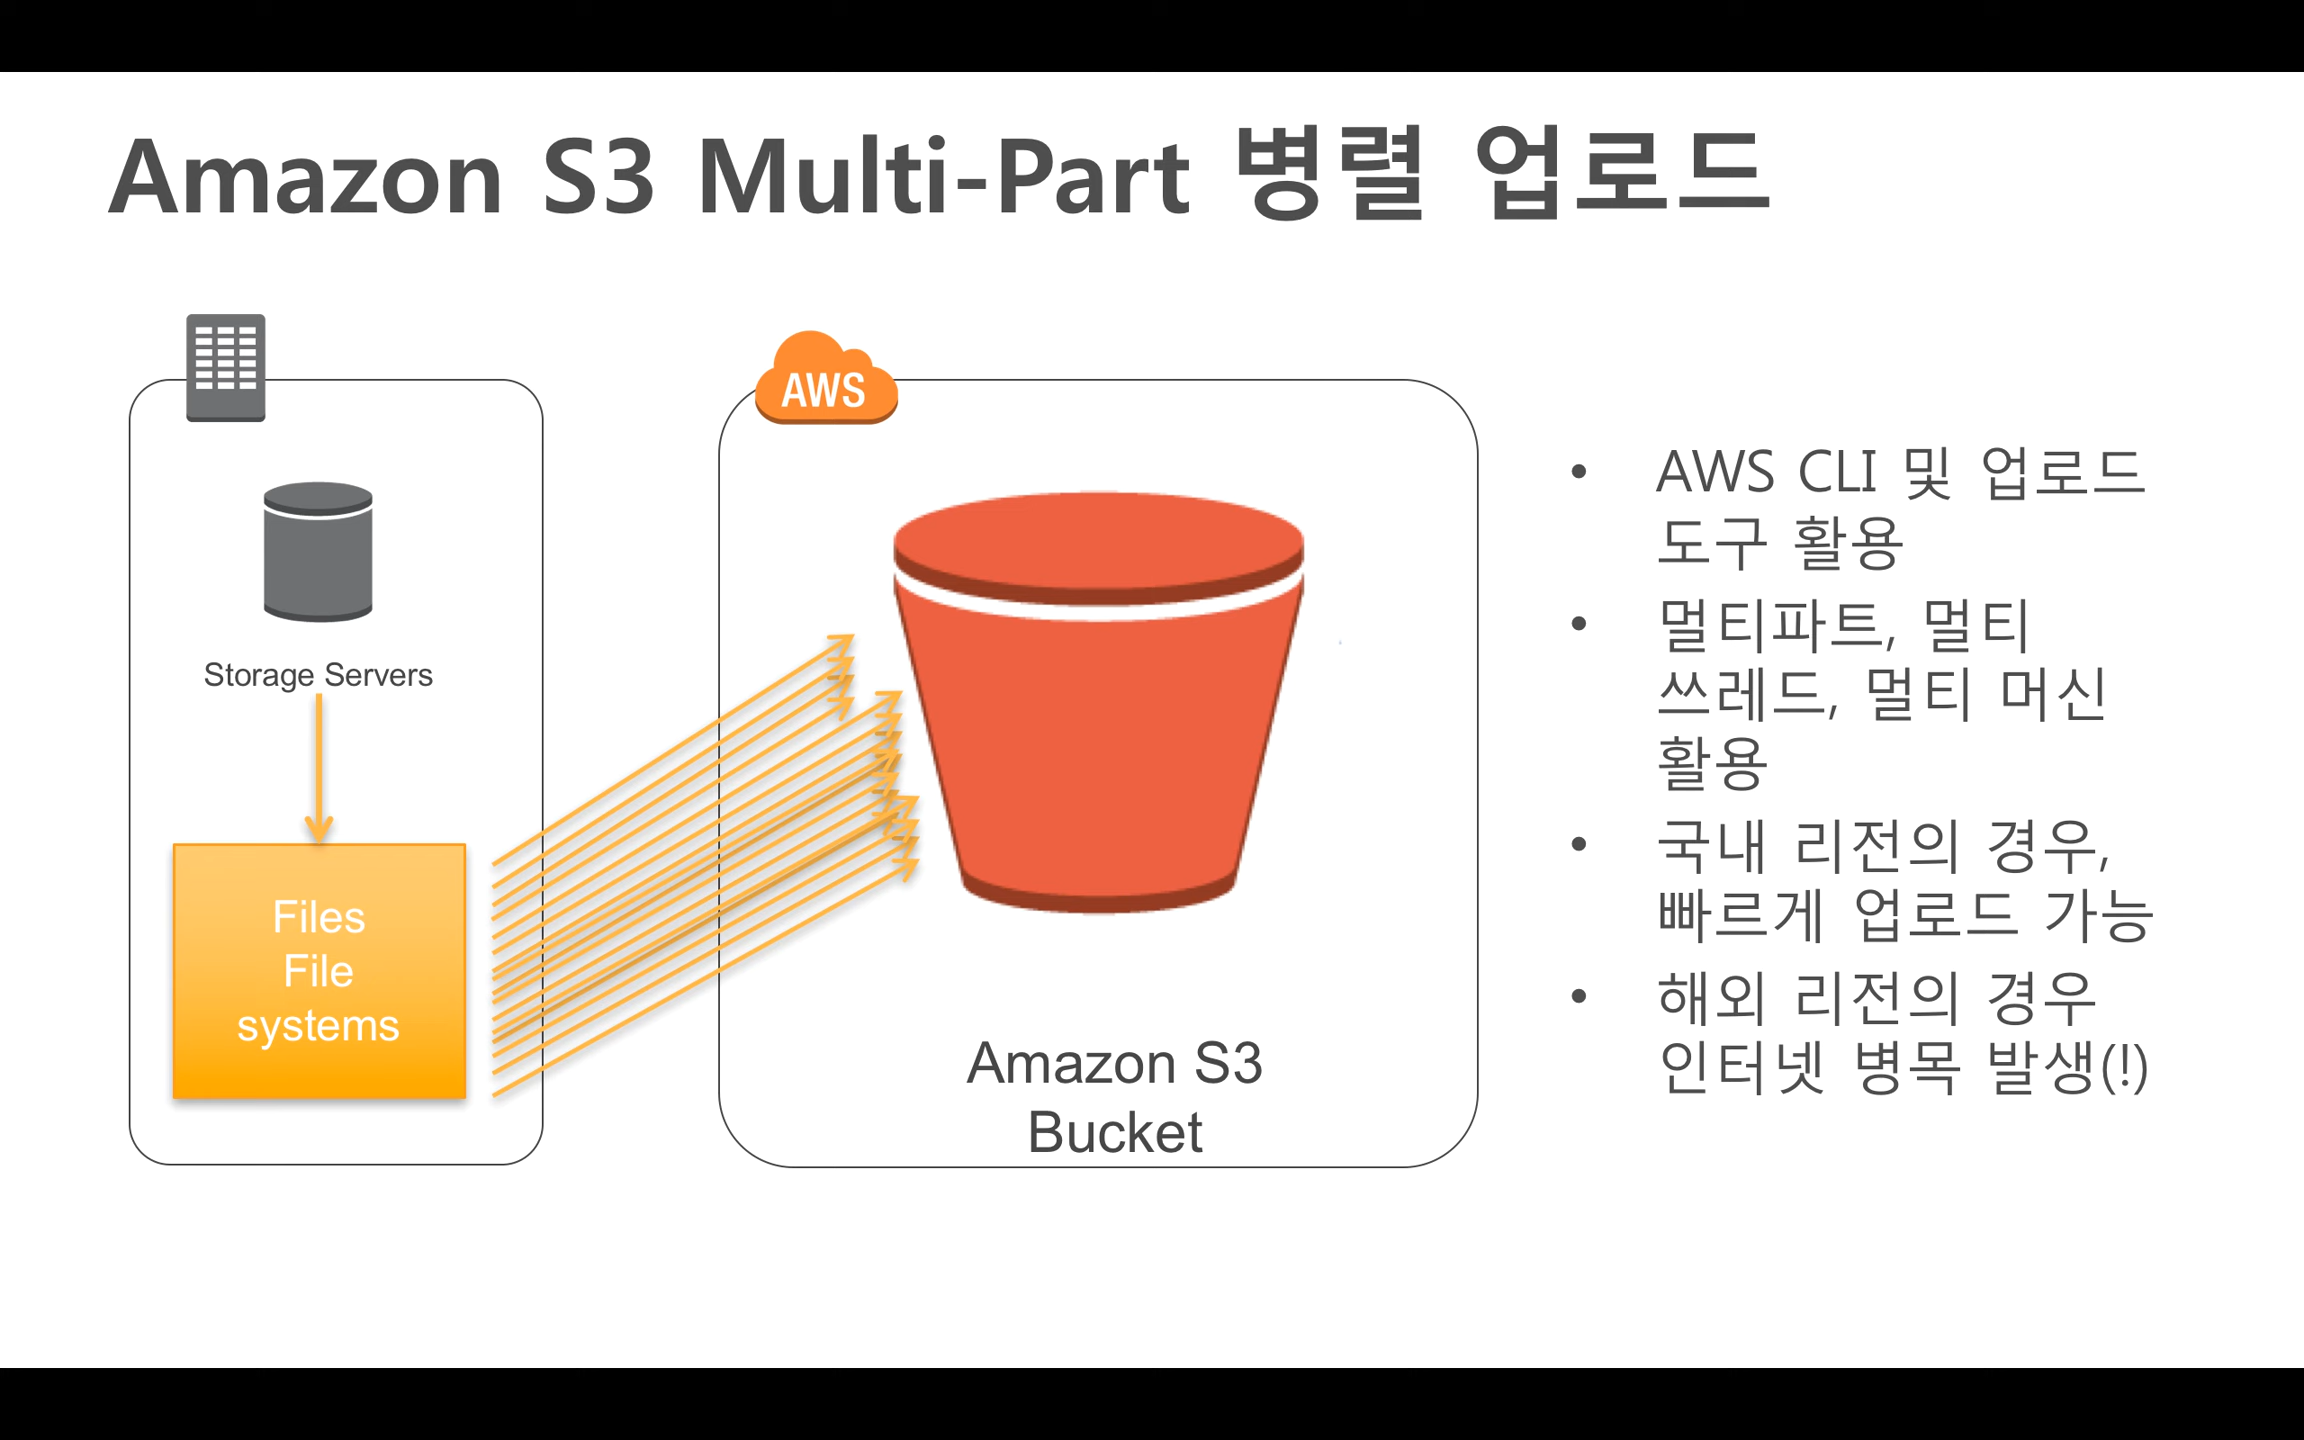 Amazon S3 Multi-Part 병렬 업로드
AWS
Storage Servers
Files
File
systems
Amazon S3
Bucket
• AWS CLI 및 업로드
도구 활용
• 멀티파트, 멀티
쓰레드, 멀티 머신
활용
• 국내 리전의 경우,
빠르게 업로드 가능
• 해외 리전의 경우
인터넷 병목 발생(!)